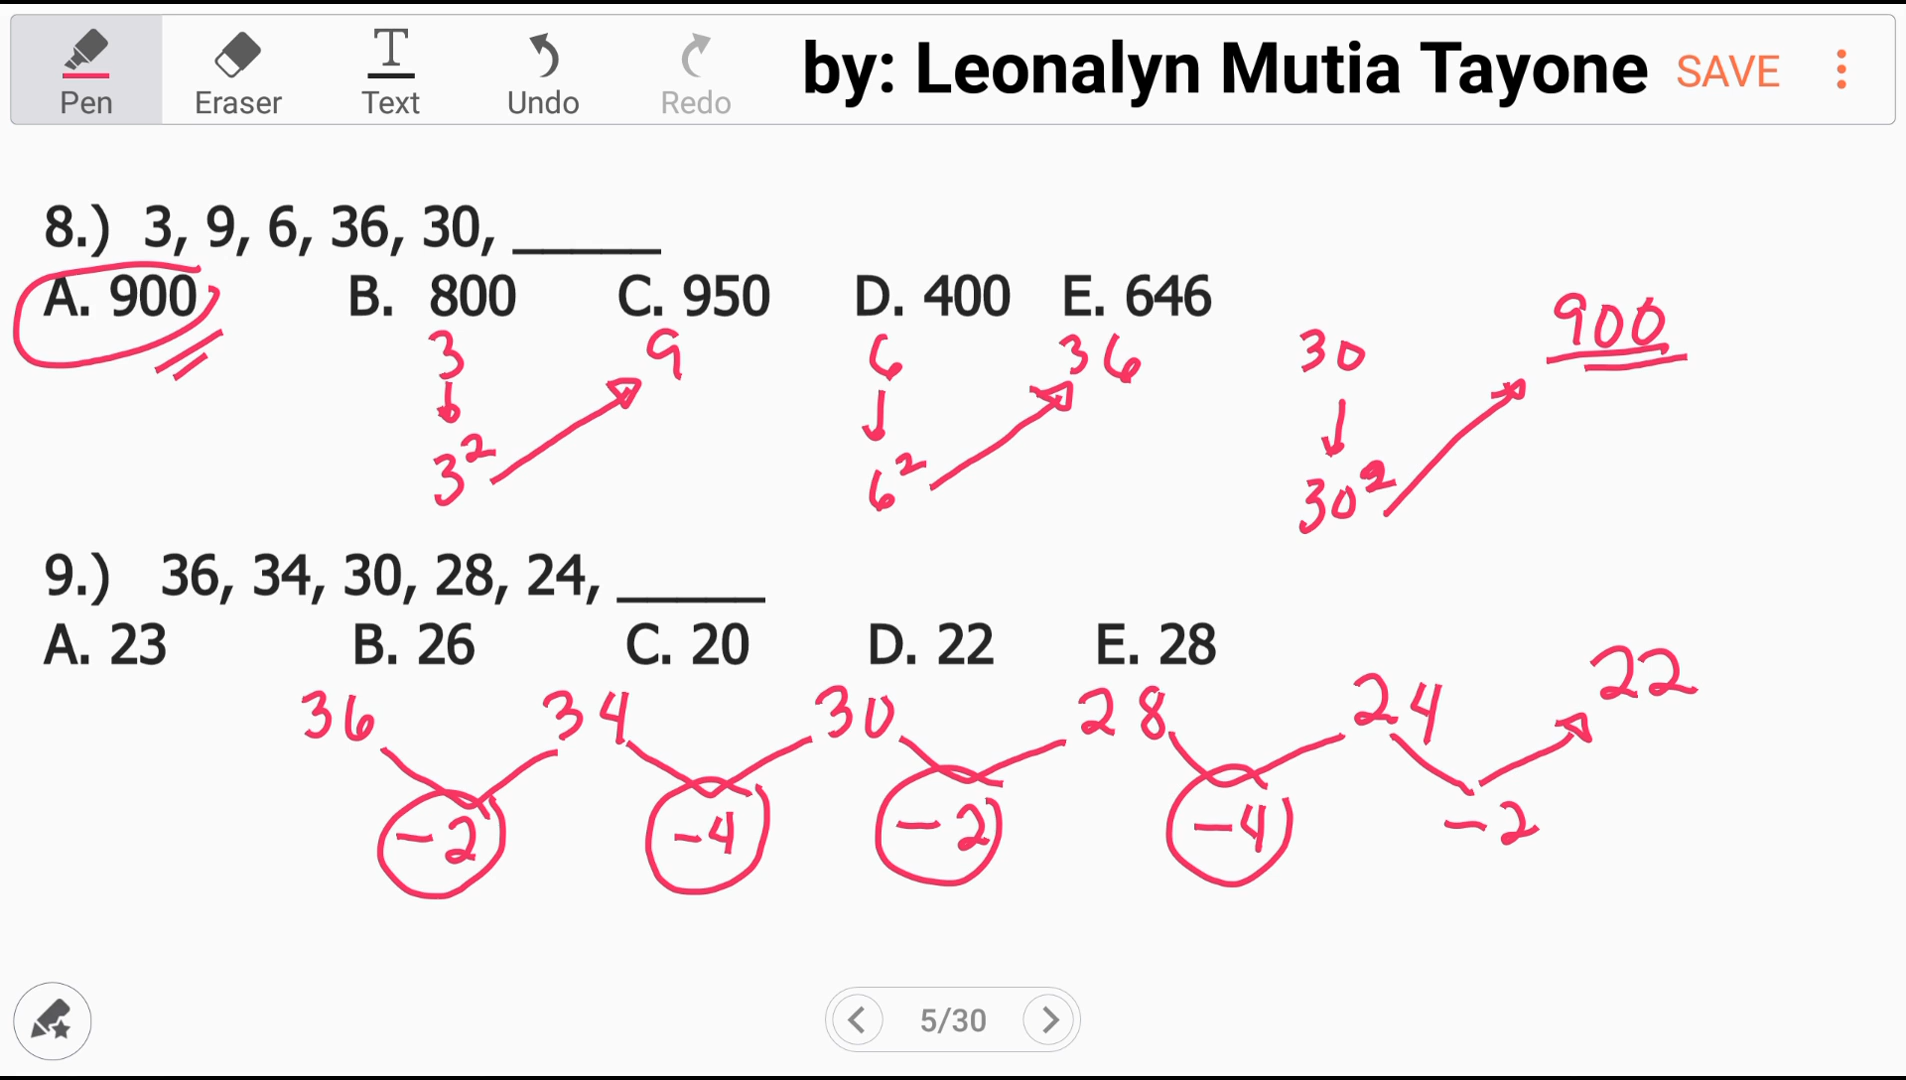 Pen Eraser Text Undo Redo by: Leonalyn Mutia Tayone SAVE
8.) 3, 9, 6, 36, 30, _____
A. 900 B. 800 C. 950 D. 400 E. 646
3 9 6 36 30 900
3² 6² 30²
9.) 36, 34, 30, 28, 24, _____
A. 23 B. 26 C. 20 D. 22 E. 28
36 34 30 28 24 22
-2 -4 -2 -4 -2
5/30